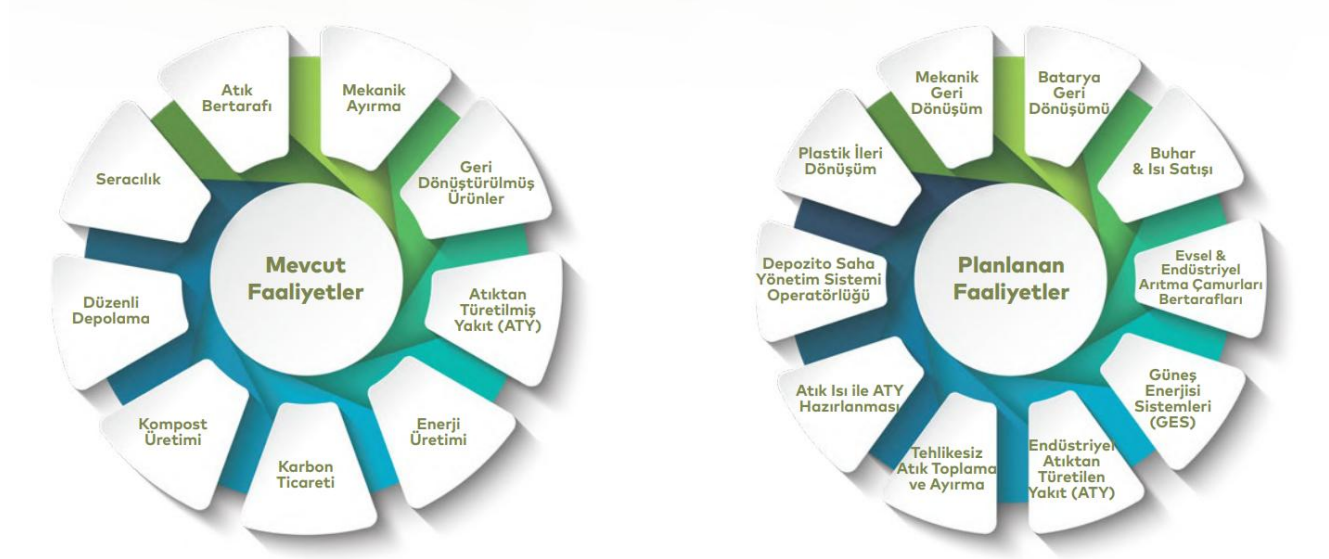 Mevcut
Faaliyetler
Atık
Bertarafı
Mekanik
Ayırma
Geri
Dönüştürülmüş
Ürünler
Atıktan
Türetilmiş
Yakıt (ATY)
Enerji
Üretimi
Karbon
Ticareti
Kompost
Üretimi
Düzenli
Depolama
Seracılık
Planlanan
Faaliyetler
Mekanik
Geri
Dönüşüm
Batarya
Geri
Dönüşümü
Buhar
& Isı Satışı
Evsel &
Endüstriyel
Arıtma Çamurları
Bertarafları
Güneş
Enerjisi
Sistemleri
(GES)
Endüstriyel
Atıktan
Türetilen
Yakıt (ATY)
Tehlikesiz
Atık Toplama
ve Ayırma
Atık Isı ile ATY
Hazırlanması
Depozito Saha
Yönetim Sistemi
Operatörlüğü
Plastik İleri
Dönüşüm